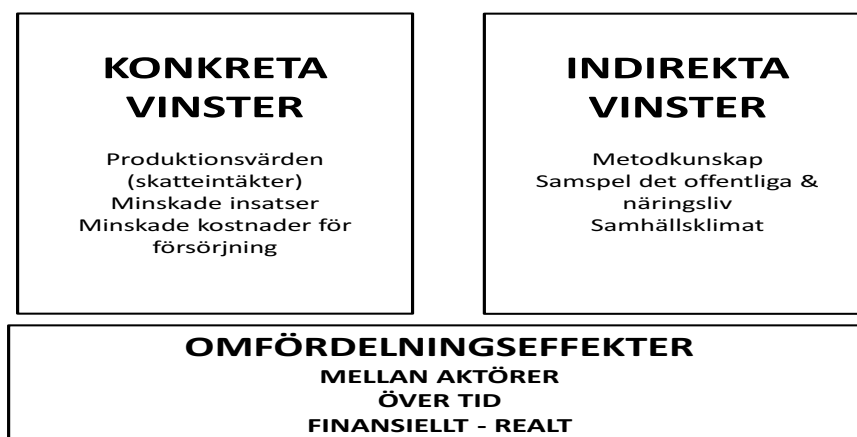 KONKRETA
VINSTER
Produktionsvärden
(skatteintäkter)
Minskade insatser
Minskade kostnader för
försörjning
INDIREKTA
VINSTER
Metodkunskap
Samspel det offentliga &
näringsliv
Samhällsklimat
OMFÖRDELNINGSEFFEKTER
MELLAN AKTÖRER
ÖVER TID
FINANSIELLT - REALT